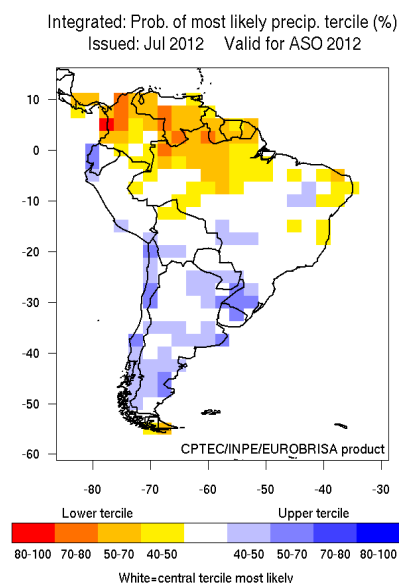 Integrated: Prob. of most likely precip. tercile (%)
Issued: Jul 2012 Valid for ASO 2012
10
0
-10
-20
-30
-40
-50
-60
CPTEC/INPE/EUROBRISA product
-80 -70 -60 -50 -40 -30
Lower tercile Upper tercile
80-100 70-80 50-70 40-50 40-50 50-70 70-80 80-100
White=central tercile most likely